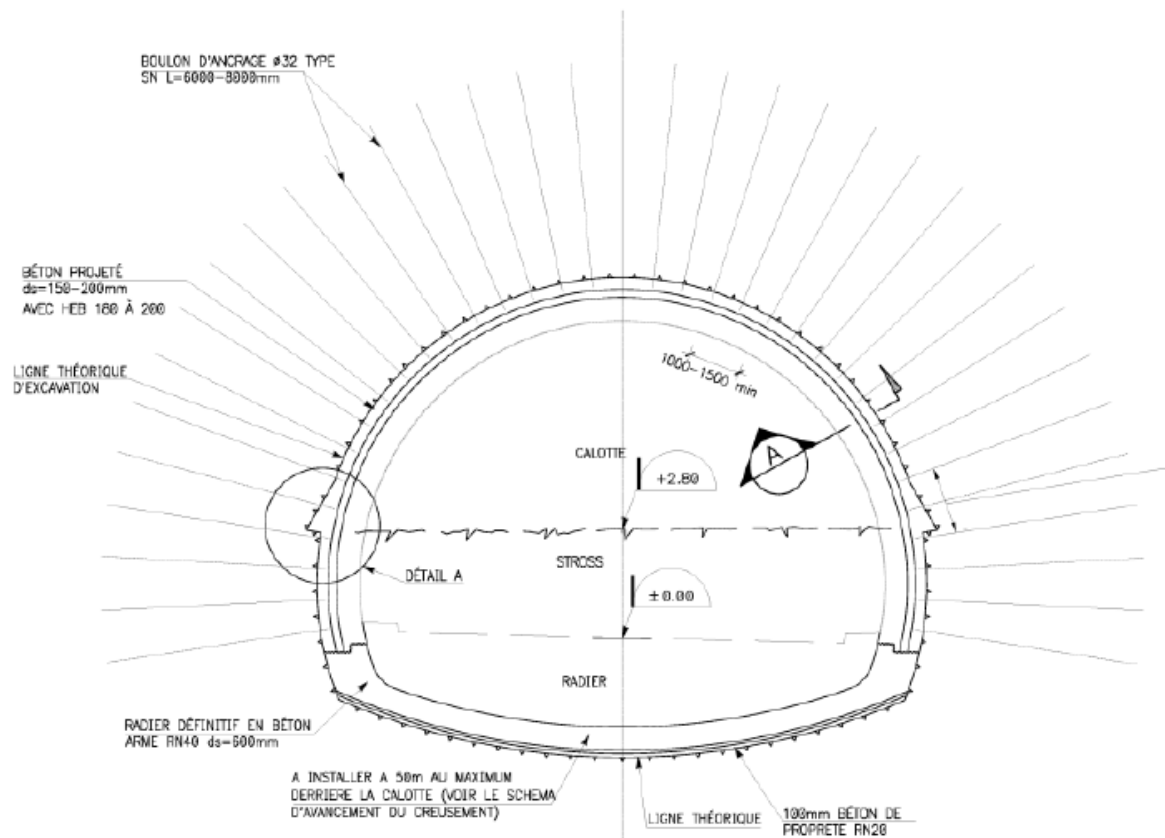 BOULON D'ANCRAGE ø32 TYPE
SN L=6000-8000mm
BÉTON PROJETÉ
ds=150-200mm
AVEC HEB 180 À 200
LIGNE THÉORIQUE
D'EXCAVATION
1000-1500 min
CALOTTE
A
+2.80
STROSS
DÉTAIL A
±0.00
RADIER
RADIER DÉFINITIF EN BÉTON
ARME RN40 ds=600mm
A INSTALLER A 50m AU MAXIMUM
DERRIERE LA CALOTTE (VOIR LE SCHEMA
D'AVANCEMENT DU CREUSEMENT)
LIGNE THÉORIQUE
100mm BÉTON DE
PROPRETE RN20